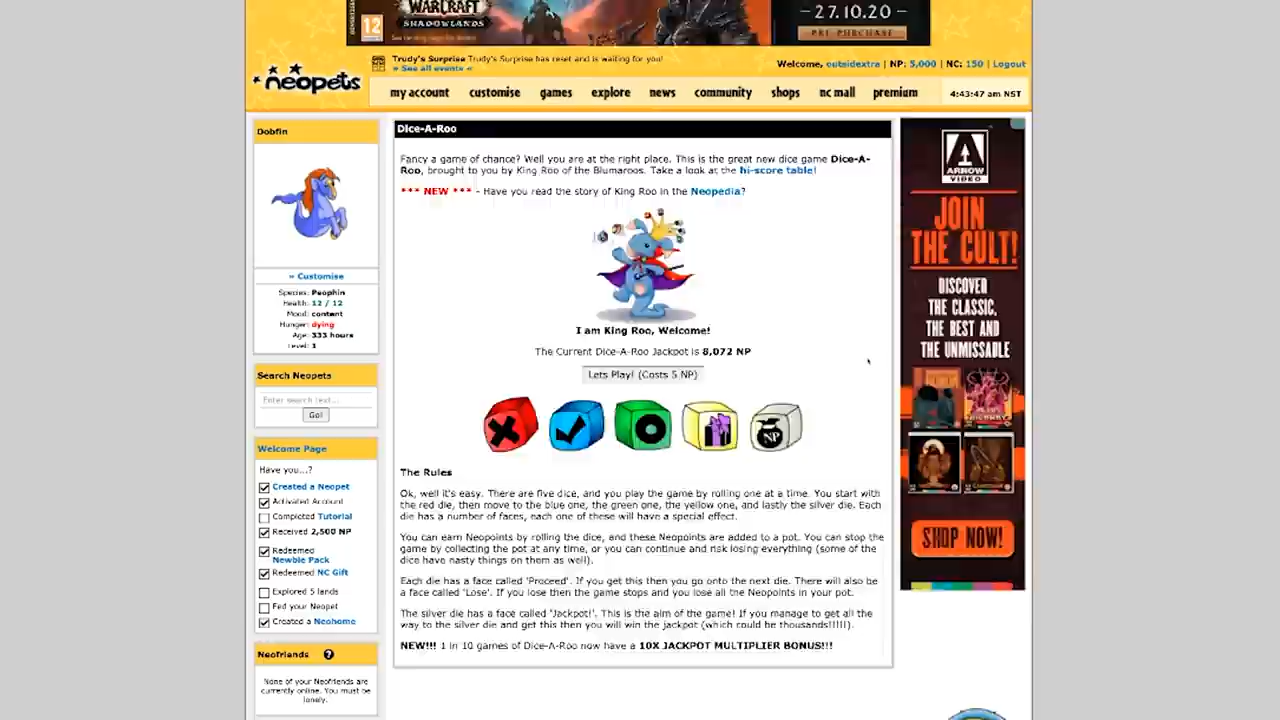 WARCRAFT
SHADOWLANDS
12
27.10.20
PRE PURCHASE
neopets
Trudy's Surprise Trudy's Surprise has reset and is waiting for you!
» See all events «
Welcome, outsidextra | NP: 5,000 | NC: 150 | Logout
my account customise games explore news community shops nc mall premium
4:43:47 am NST
Dobfin
» Customise
Species: Peophin
Health: 12 / 12
Mood: content
Hunger: dying
Age: 333 hours
Level: 1
Search Neopets
Enter search text...
Go!
Welcome Page
Have you...?
Created a Neopet
Activated Account
Completed Tutorial
Received 2,500 NP
Redeemed
Newbie Pack
Redeemed NC Gift
Explored 5 lands
Fed your Neopet
Created a Neohome
Neofriends ?
None of your Neofriends are
currently online. You must be
lonely.
Dice-A-Roo
Fancy a game of chance? Well you are at the right place. This is the great new dice game Dice-A-
Roo, brought to you by King Roo of the Blumaroos. Take a look at the hi-score table!
*** NEW *** - Have you read the story of King Roo in the Neopedia?
I am King Roo, Welcome!
The Current Dice-A-Roo Jackpot is 8,072 NP
Lets Play! (Costs 5 NP)
NP
The Rules
Ok, well it's easy. There are five dice, and you play the game by rolling one at a time. You start with
the red die, then move to the blue one, the green one, the yellow one, and lastly the silver die. Each
die has a number of faces, each one of these will have a special effect.
You can earn Neopoints by rolling the dice, and these Neopoints are added to a pot. You can stop the
game by collecting the pot at any time, or you can continue and risk losing everything (some of the
dice have nasty things on them as well).
Each die has a face called 'Proceed'. If you get this then you go onto the next die. There will also be
a face called 'Lose'. If you lose then the game stops and you lose all the Neopoints in your pot.
The silver die has a face called 'Jackpot!'. This is the aim of the game! If you manage to get all the
way to the silver die and get this then you will win the jackpot (which could be thousands!!!!!).
NEW!!! 1 in 10 games of Dice-A-Roo now have a 10X JACKPOT MULTIPLIER BONUS!!!
ARROW
VIDEO
JOIN
THE CULT!
DISCOVER
THE CLASSIC,
THE BEST AND
THE UNMISSABLE
SHOP NOW!